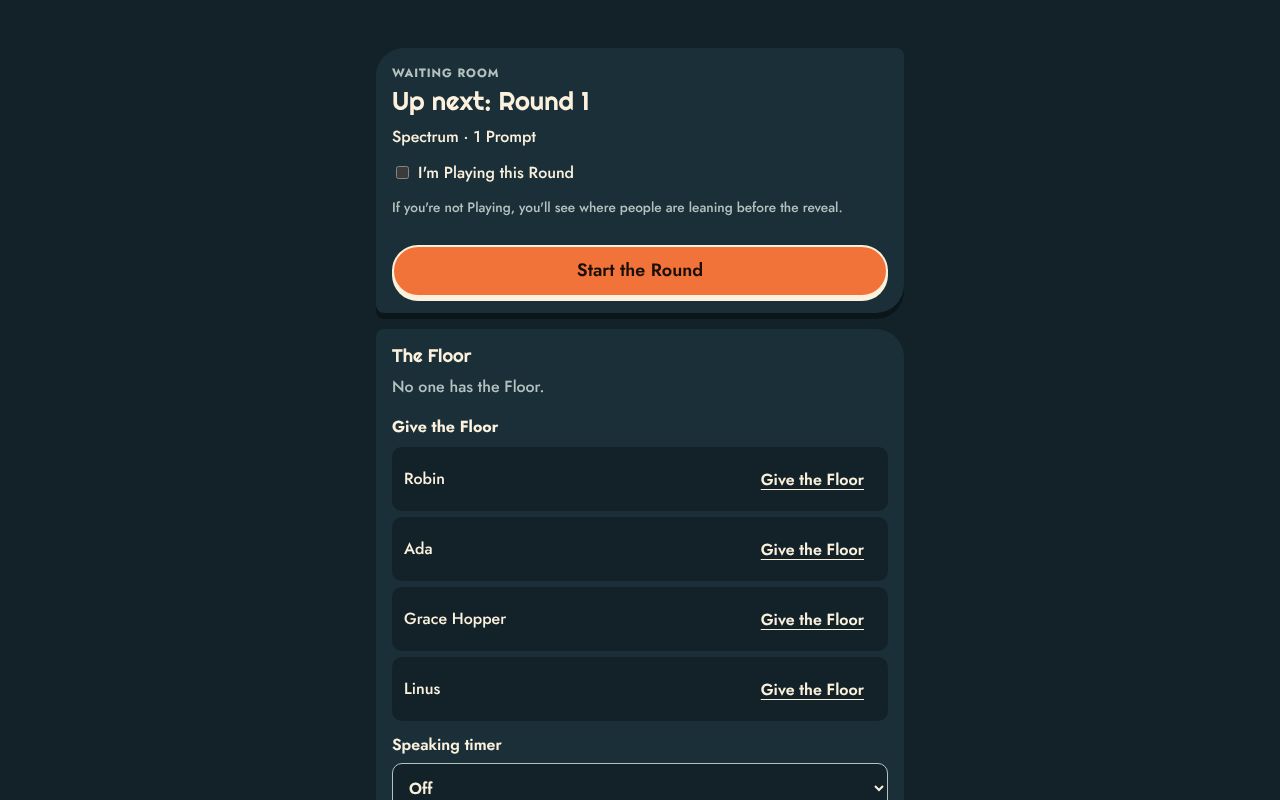 WAITING ROOM
Up next: Round 1
Spectrum · 1 Prompt
I'm Playing this Round
If you're not Playing, you'll see where people are leaning before the reveal.
Start the Round
The Floor
No one has the Floor.
Give the Floor
Robin Give the Floor
Ada Give the Floor
Grace Hopper Give the Floor
Linus Give the Floor
Speaking timer
Off